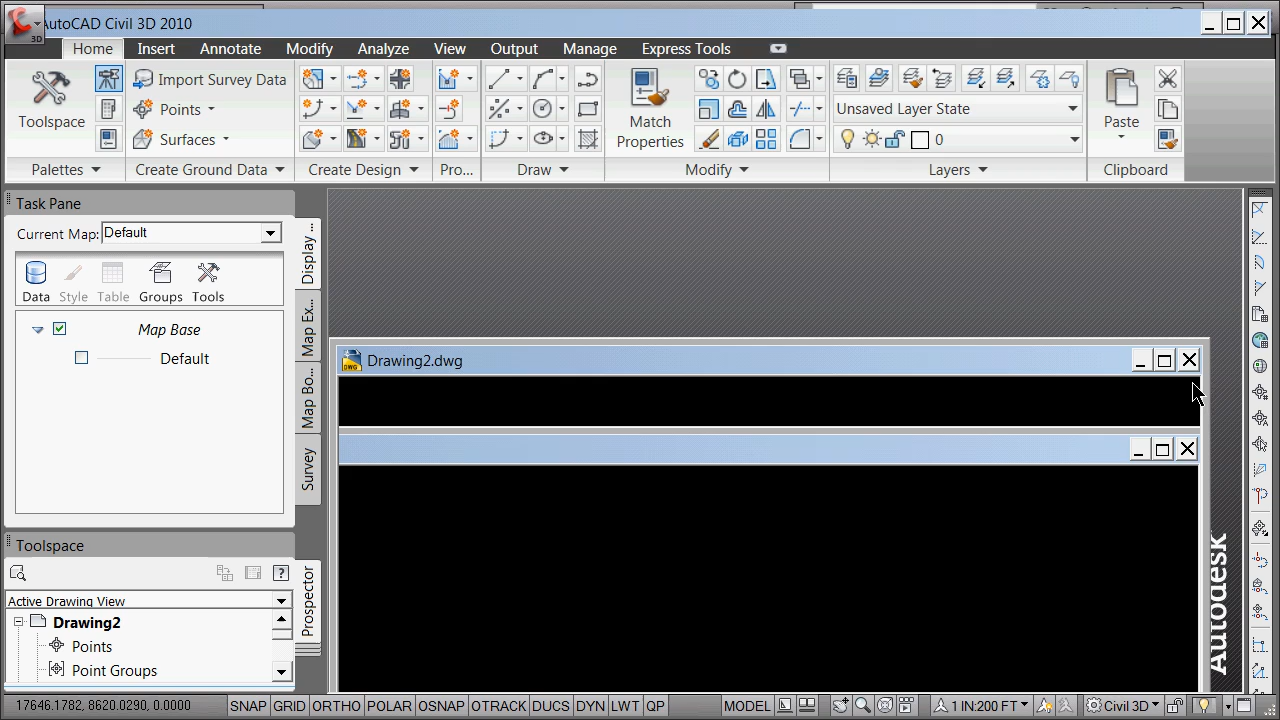 AutoCAD Civil 3D 2010
3D
Home Insert Annotate Modify Analyze View Output Manage Express Tools
Toolspace
Import Survey Data
Points
Surfaces
Match
Properties
Unsaved Layer State
0
Paste
Palettes
Create Ground Data
Create Design
Pro...
Draw
Modify
Layers
Clipboard
Task Pane
Current Map: Default
Data Style Table Groups Tools
Map Base
Default
Display ...
Map Ex...
Map Bo...
Survey
Drawing2.dwg
DWG
Toolspace
Active Drawing View
Drawing2
Points
Point Groups
Prospector
Autodesk
17646.1782, 8620.0290, 0.0000 SNAP GRID ORTHO POLAR OSNAP OTRACK DUCS DYN LWT QP MODEL 1 IN:200 FT Civil 3D